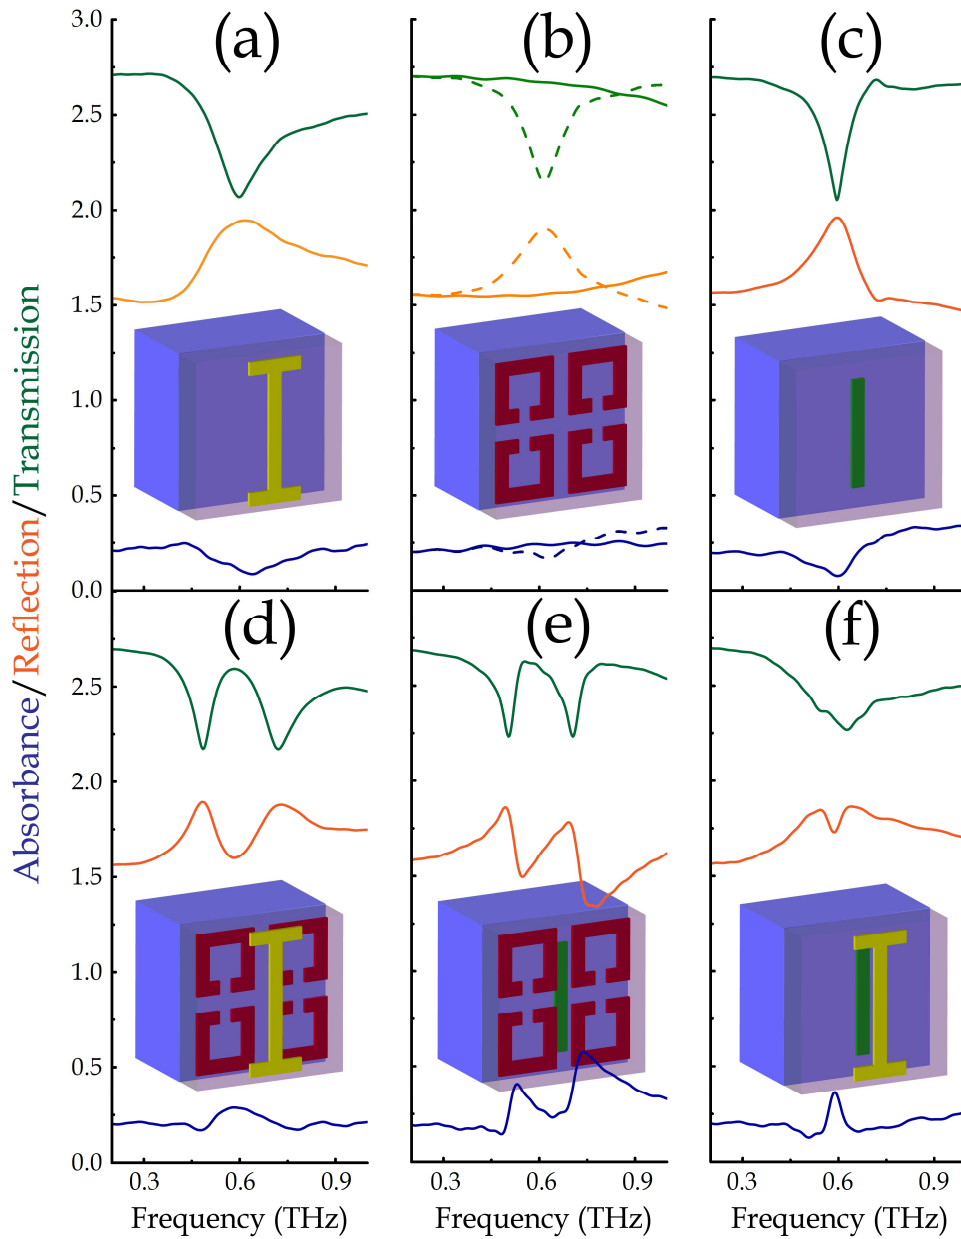 3.0
(a)
(b)
(c)
2.5
2.0
1.5
1.0
0.5
0.0
Absorbance/Reflection/Transmission
(d)
(e)
(f)
2.5
2.0
1.5
1.0
0.5
0.0
0.3 0.6 0.9
0.3 0.6 0.9
0.3 0.6 0.9
Frequency (THz)
Frequency (THz)
Frequency (THz)